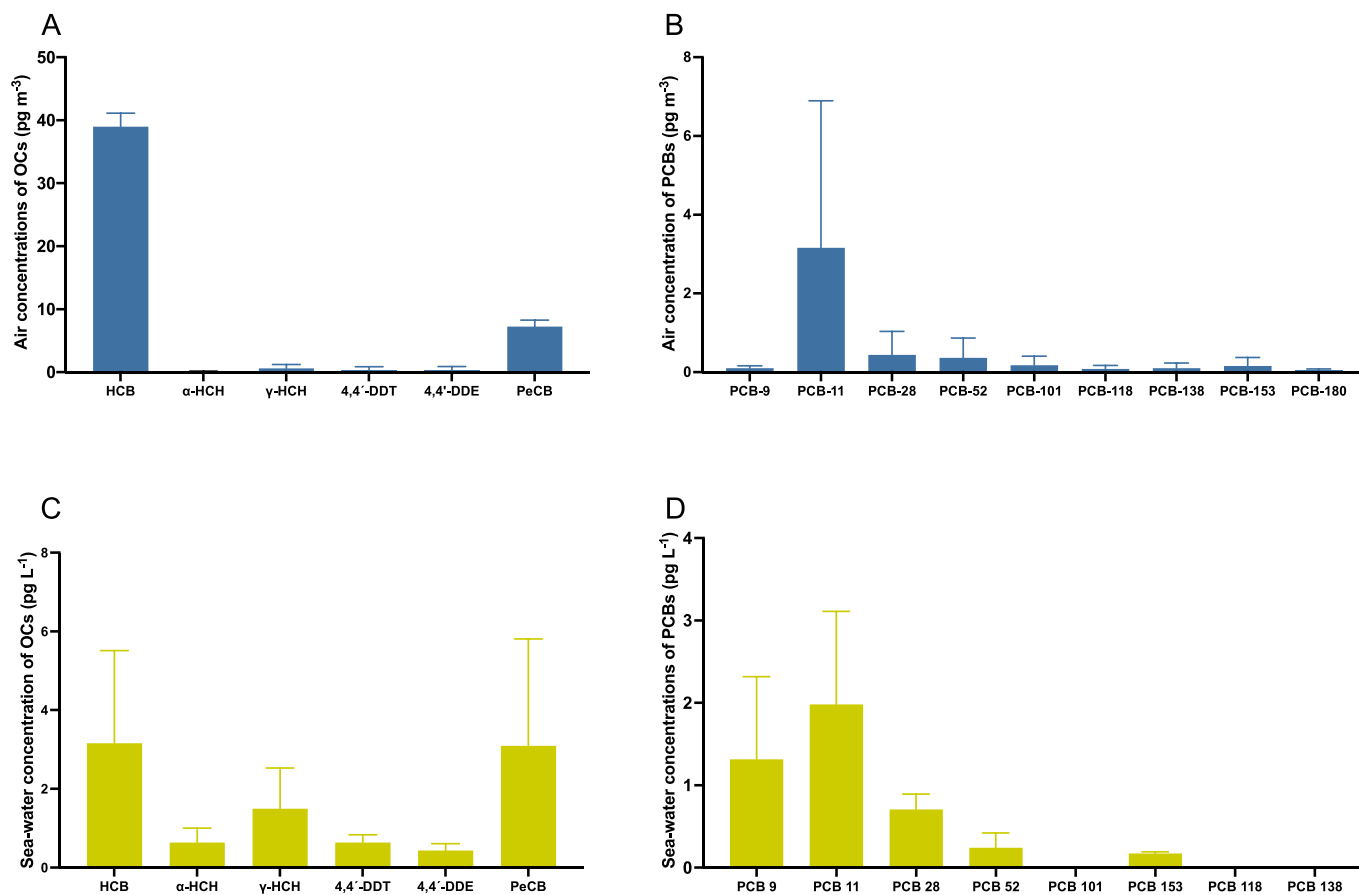 A
Air concentrations of OCs (pg m⁻³)
50
40
30
20
10
0
HCB α-HCH γ-HCH 4,4´-DDT 4,4'-DDE PeCB
B
Air concentration of PCBs (pg m⁻³)
8
6
4
2
0
PCB-9 PCB-11 PCB-28 PCB-52 PCB-101 PCB-118 PCB-138 PCB-153 PCB-180
C
Sea-water concentration of OCs (pg L⁻¹)
8
6
4
2
0
HCB α-HCH γ-HCH 4,4´-DDT 4,4´-DDE PeCB
D
Sea-water concentrations of PCBs (pg L⁻¹)
4
3
2
1
0
PCB 9 PCB 11 PCB 28 PCB 52 PCB 101 PCB 153 PCB 118 PCB 138